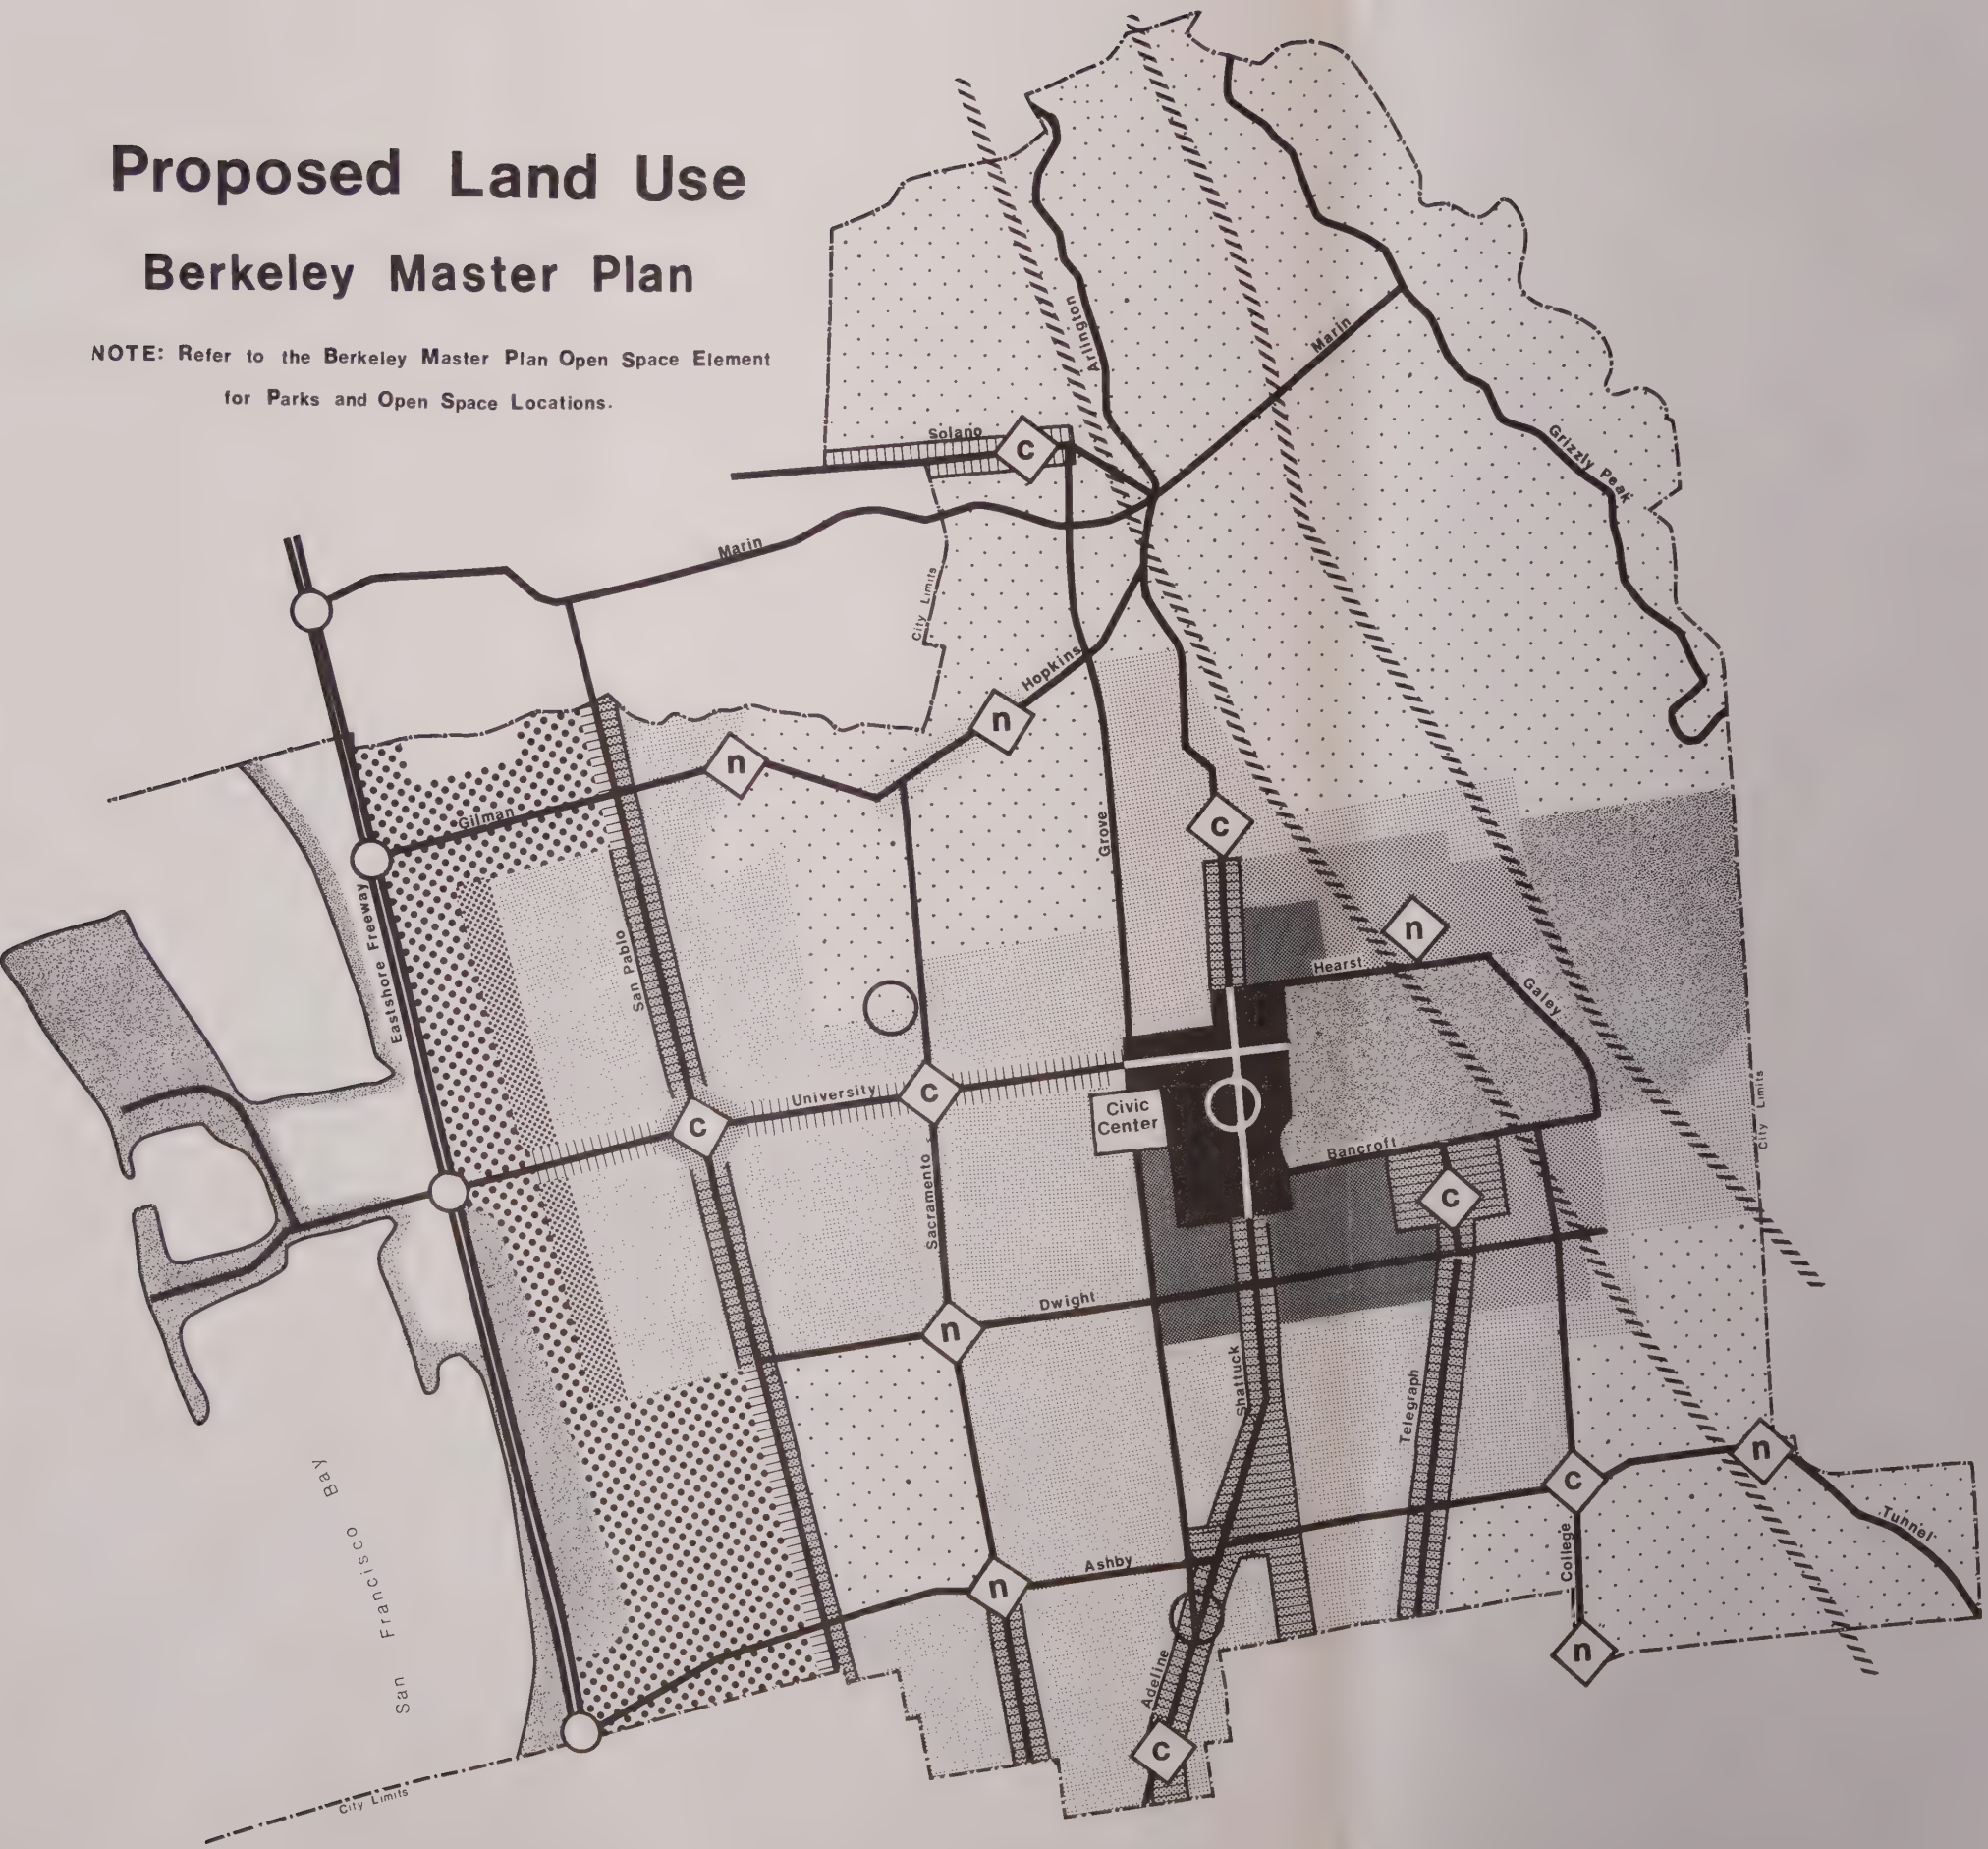 Proposed Land Use
Berkeley Master Plan
NOTE: Refer to the Berkeley Master Plan Open Space Element
for Parks and Open Space Locations.
Arlington
Marin
Solano
C
Grizzly Peak
Marin
City Limits
Hopkins
n
n
Gilman
Grove
C
Eastshore Freeway
San Pablo
n
Hearst
Galey
University
C
C
Civic
Center
Bancroft
City Limits
C
Sacramento
n
Dwight
Shattuck
Telegraph
n
C
San Francisco Bay
Tunnel
College
Ashby
n
Adeline
n
C
City Limits